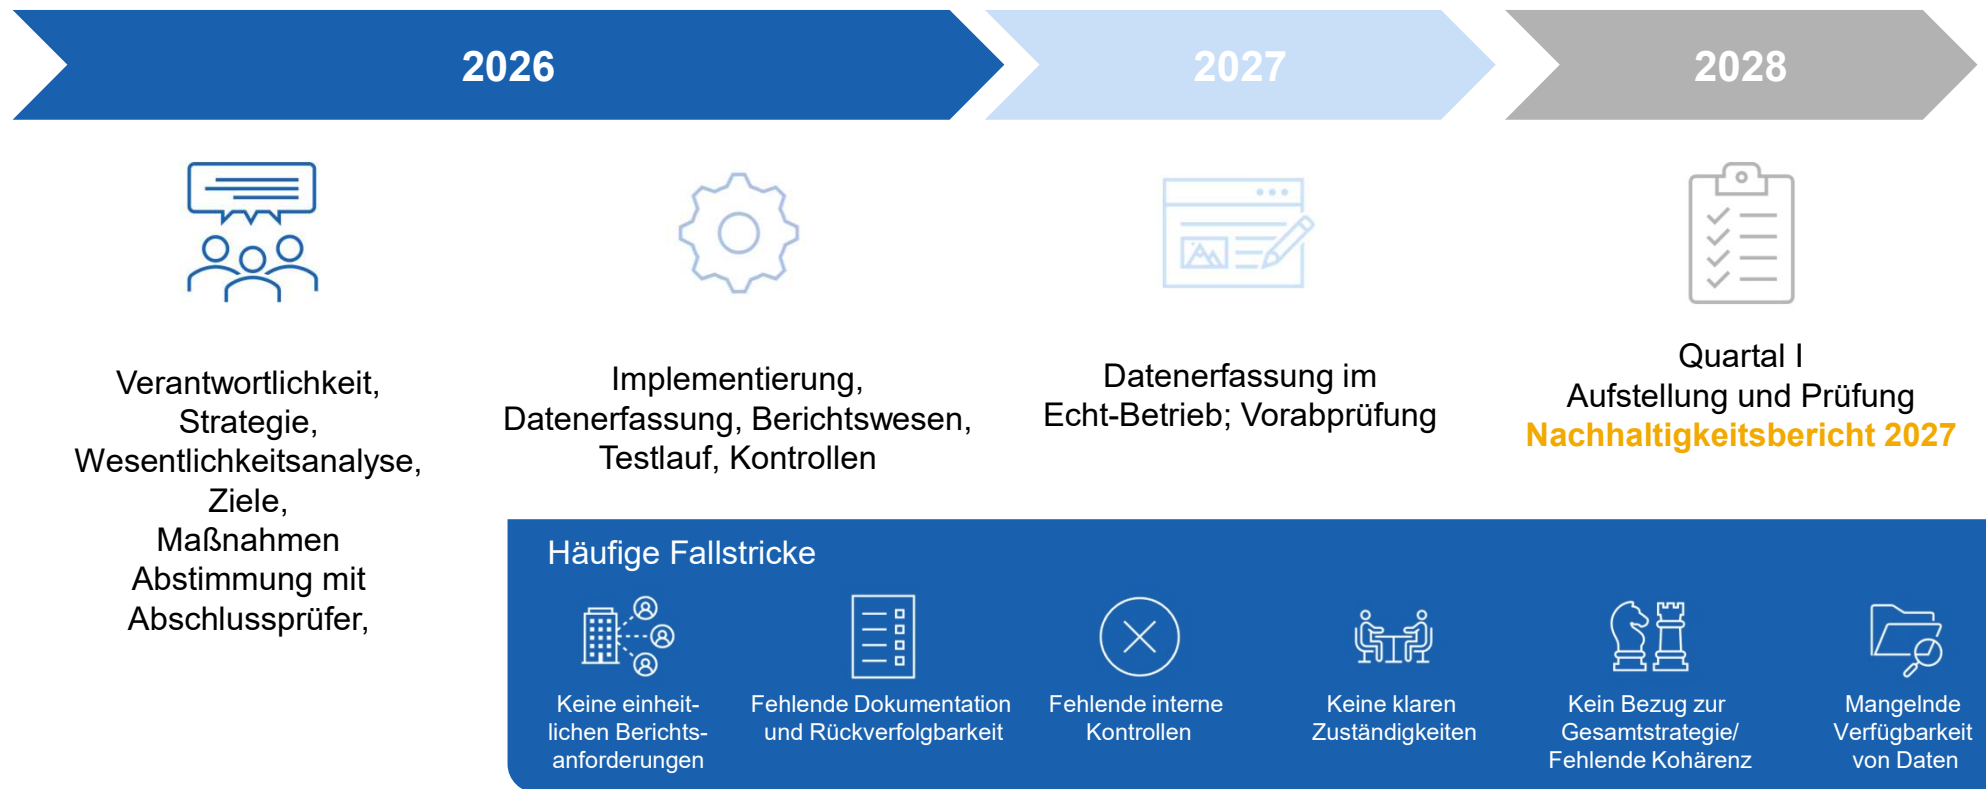 2026
2027
2028
Verantwortlichkeit,
Strategie,
Wesentlichkeitsanalyse,
Ziele,
Maßnahmen
Abstimmung mit
Abschlussprüfer,
Implementierung,
Datenerfassung, Berichtswesen,
Testlauf, Kontrollen
Datenerfassung im
Echt-Betrieb; Vorabprüfung
Quartal I
Aufstellung und Prüfung
Nachhaltigkeitsbericht 2027
Häufige Fallstricke
Keine einheit-
lichen Berichts-
anforderungen
Fehlende Dokumentation
und Rückverfolgbarkeit
Fehlende interne
Kontrollen
Keine klaren
Zuständigkeiten
Kein Bezug zur
Gesamtstrategie/
Fehlende Kohärenz
Mangelnde
Verfügbarkeit
von Daten